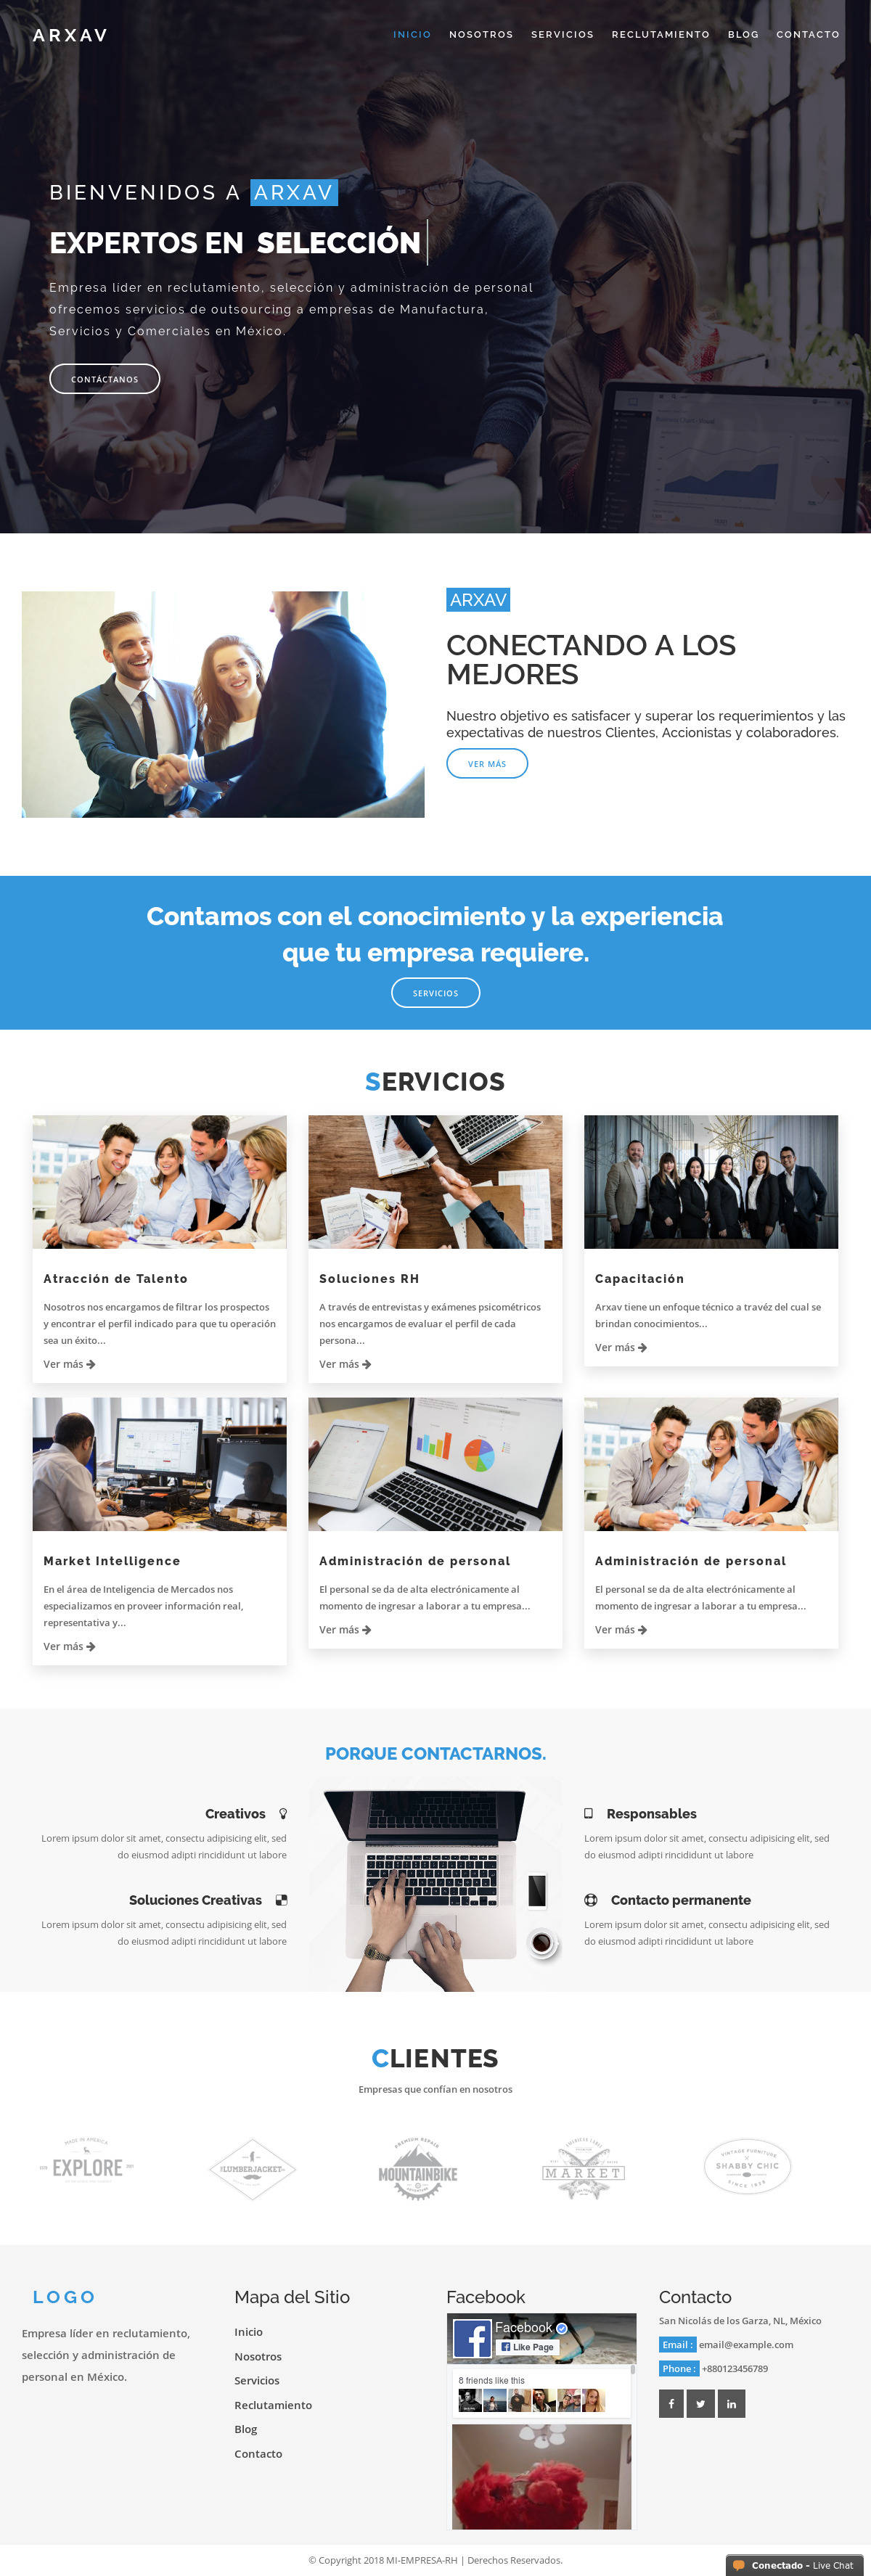 ARXAV
INICIO NOSOTROS SERVICIOS RECLUTAMIENTO BLOG CONTACTO
BIENVENIDOS A ARXAV
EXPERTOS EN SELECCIÓN
Empresa líder en reclutamiento, selección y administración de personal
ofrecemos servicios de outsourcing a empresas de Manufactura,
Servicios y Comerciales en México.
CONTÁCTANOS
ARXAV
CONECTANDO A LOS
MEJORES
Nuestro objetivo es satisfacer y superar los requerimientos y las
expectativas de nuestros Clientes, Accionistas y colaboradores.
VER MÁS
Contamos con el conocimiento y la experiencia
que tu empresa requiere.
SERVICIOS
SERVICIOS
Atracción de Talento
Nosotros nos encargamos de filtrar los prospectos
y encontrar el perfil indicado para que tu operación
sea un éxito...
Ver más
Soluciones RH
A través de entrevistas y exámenes psicométricos
nos encargamos de evaluar el perfil de cada
persona...
Ver más
Capacitación
Arxav tiene un enfoque técnico a travéz del cual se
brindan conocimientos...
Ver más
Market Intelligence
En el área de Inteligencia de Mercados nos
especializamos en proveer información real,
representativa y...
Ver más
Administración de personal
El personal se da de alta electrónicamente al
momento de ingresar a laborar a tu empresa...
Ver más
Administración de personal
El personal se da de alta electrónicamente al
momento de ingresar a laborar a tu empresa...
Ver más
PORQUE CONTACTARNOS.
Creativos
Lorem ipsum dolor sit amet, consectu adipisicing elit, sed
do eiusmod adipti rincididunt ut labore
Soluciones Creativas
Lorem ipsum dolor sit amet, consectu adipisicing elit, sed
do eiusmod adipti rincididunt ut labore
Responsables
Lorem ipsum dolor sit amet, consectu adipisicing elit, sed
do eiusmod adipti rincididunt ut labore
Contacto permanente
Lorem ipsum dolor sit amet, consectu adipisicing elit, sed
do eiusmod adipti rincididunt ut labore
CLIENTES
Empresas que confían en nosotros
MADE IN AMERICA
EXPLORE
LUMBERJACKET
PREMIUM REPAIR
MOUNTAINBIKE
MARKET
VINTAGE FURNITURE
SHABBY CHIC
LOGO
Empresa líder en reclutamiento,
selección y administración de
personal en México.
Mapa del Sitio
Inicio
Nosotros
Servicios
Reclutamiento
Blog
Contacto
Facebook
Facebook
Like Page
8 friends like this
Contacto
San Nicolás de los Garza, NL, México
Email : email@example.com
Phone : +880123456789
© Copyright 2018 MI-EMPRESA-RH | Derechos Reservados.
Conectado - Live Chat